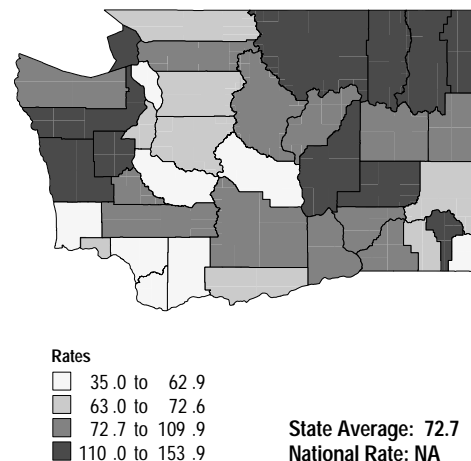 Rates
35 .0 to 62 .9
63.0 to 72 .6
72 .7 to 109 .9
110 .0 to 153 .9
State Average: 72.7
National Rate: NA